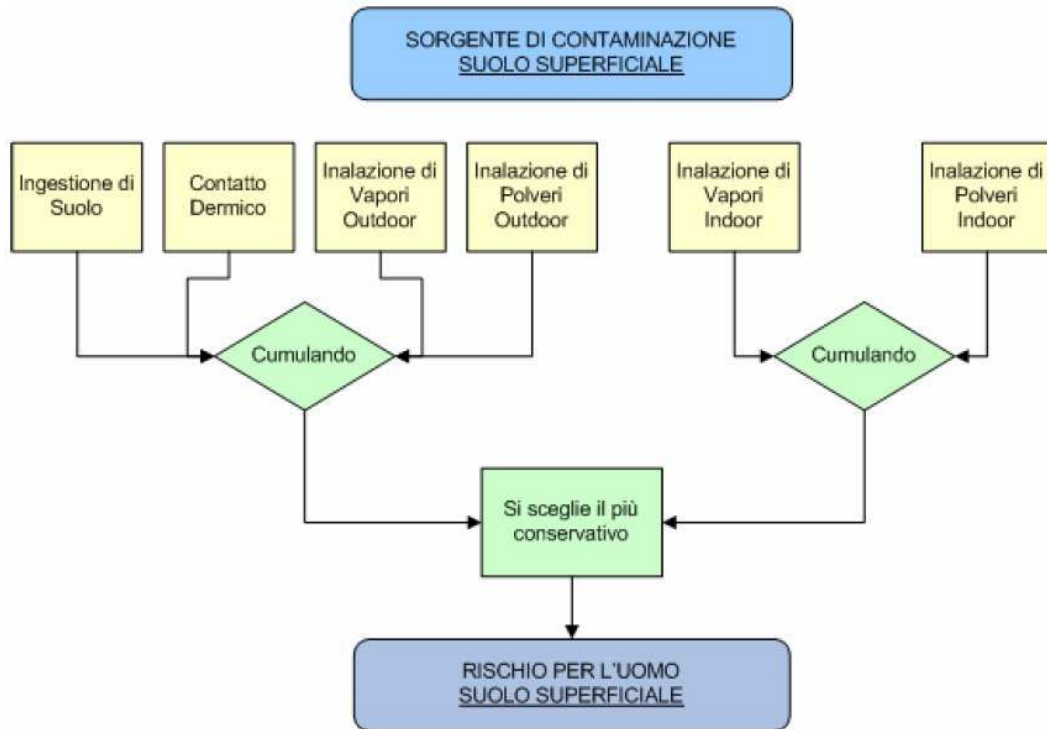 SORGENTE DI CONTAMINAZIONE
SUOLO SUPERFICIALE
Ingestione di
Suolo
Contatto
Dermico
Inalazione di
Vapori
Outdoor
Inalazione di
Polveri
Outdoor
Inalazione di
Vapori
Indoor
Inalazione di
Polveri
Indoor
Cumulando
Cumulando
Si sceglie il più
conservativo
RISCHIO PER L'UOMO
SUOLO SUPERFICIALE